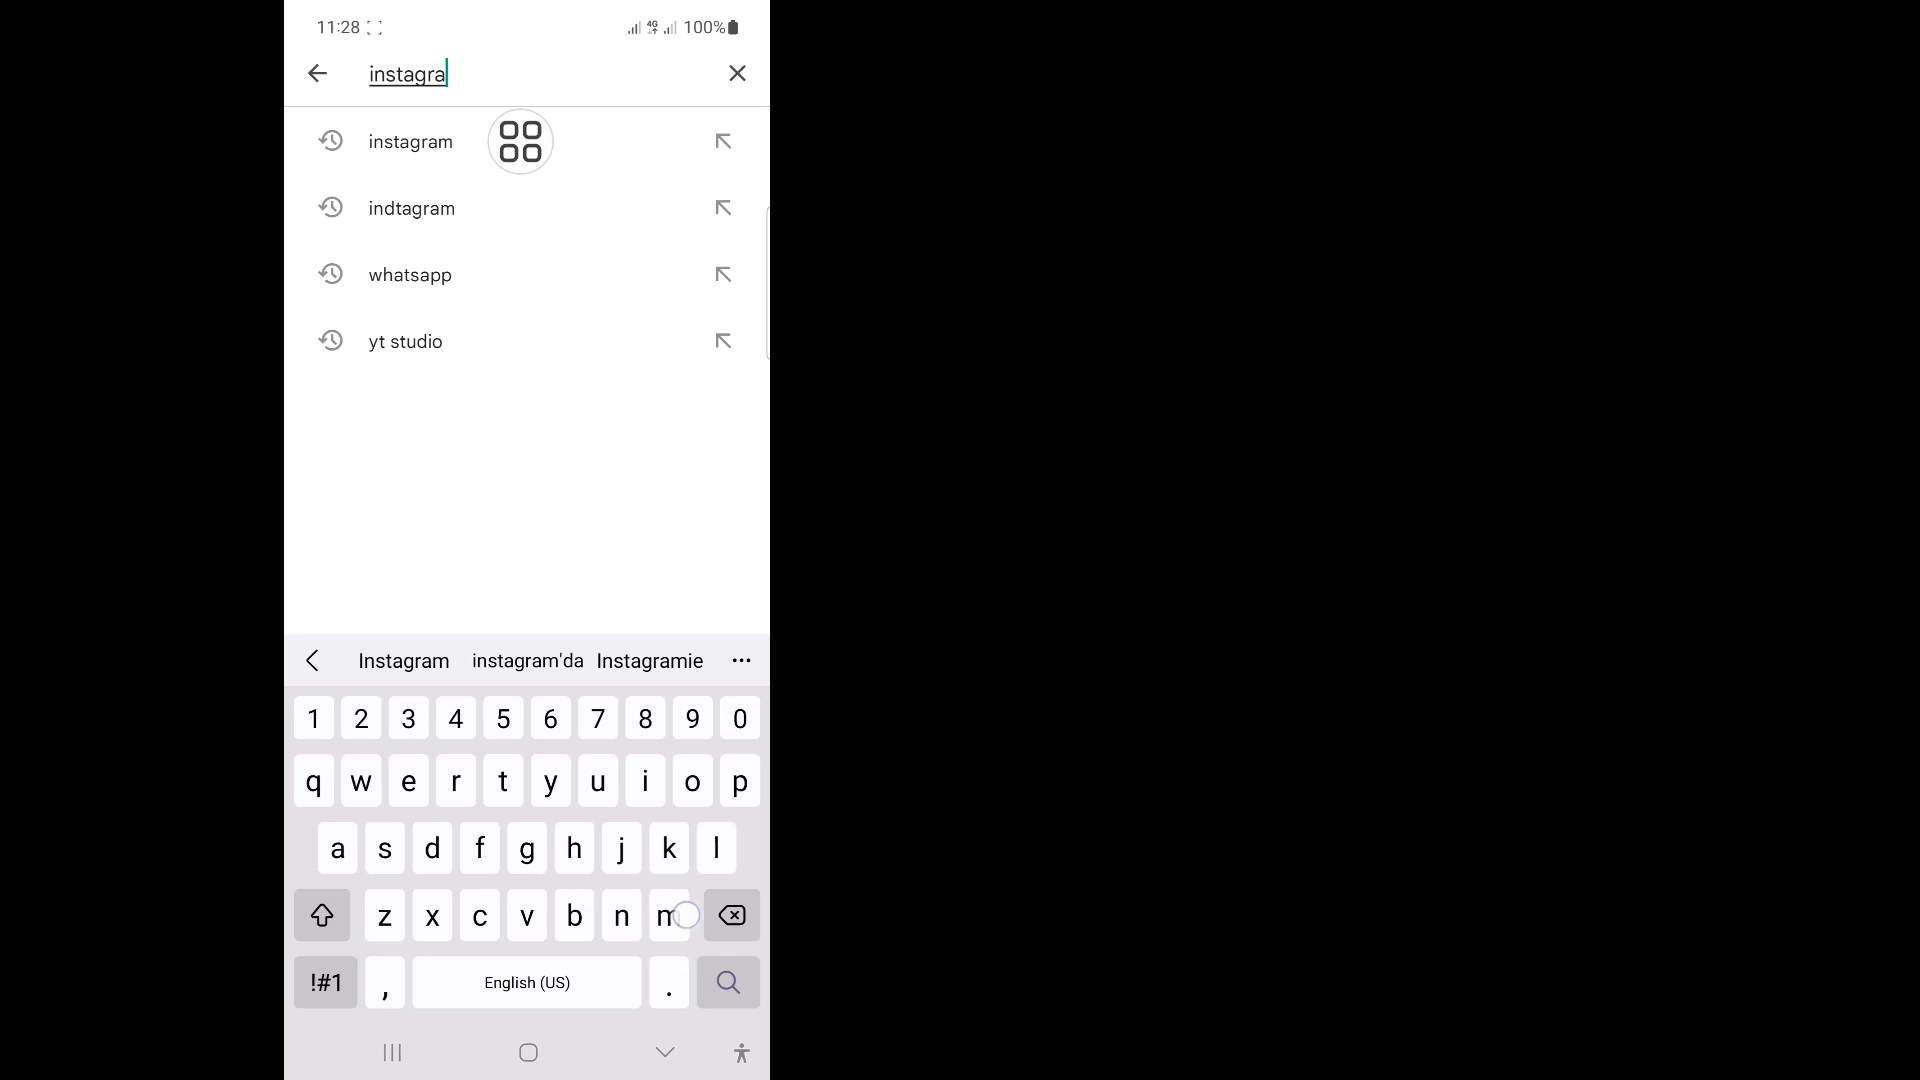 11:28 4G 100%
instagra
instagram
indtagram
whatsapp
yt studio
Instagram instagram'da Instagramie
1 2 3 4 5 6 7 8 9 0
q w e r t y u i o p
a s d f g h j k l
z x c v b n m
!#1 , English (US) .